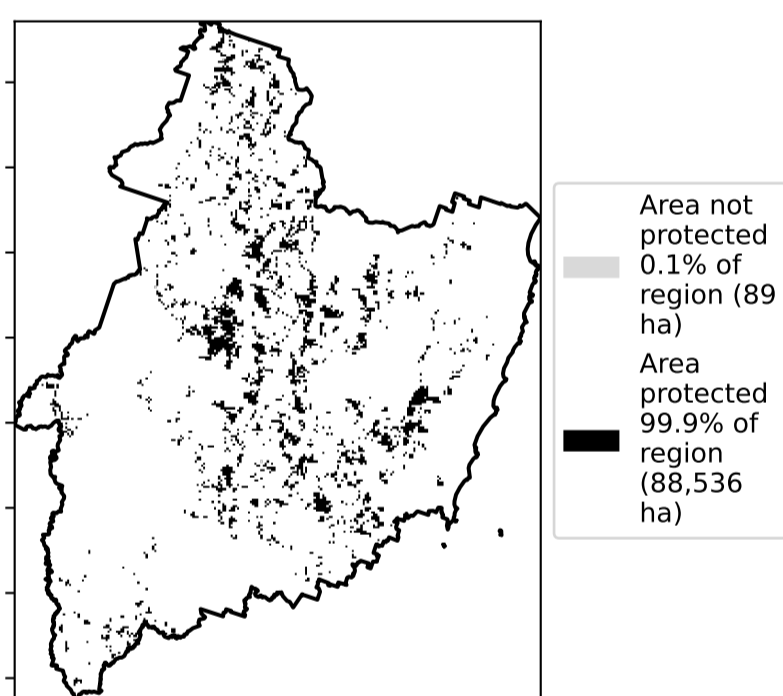 Area not
protected
0.1% of
region (89
ha)
Area
protected
99.9% of
region
(88,536
ha)